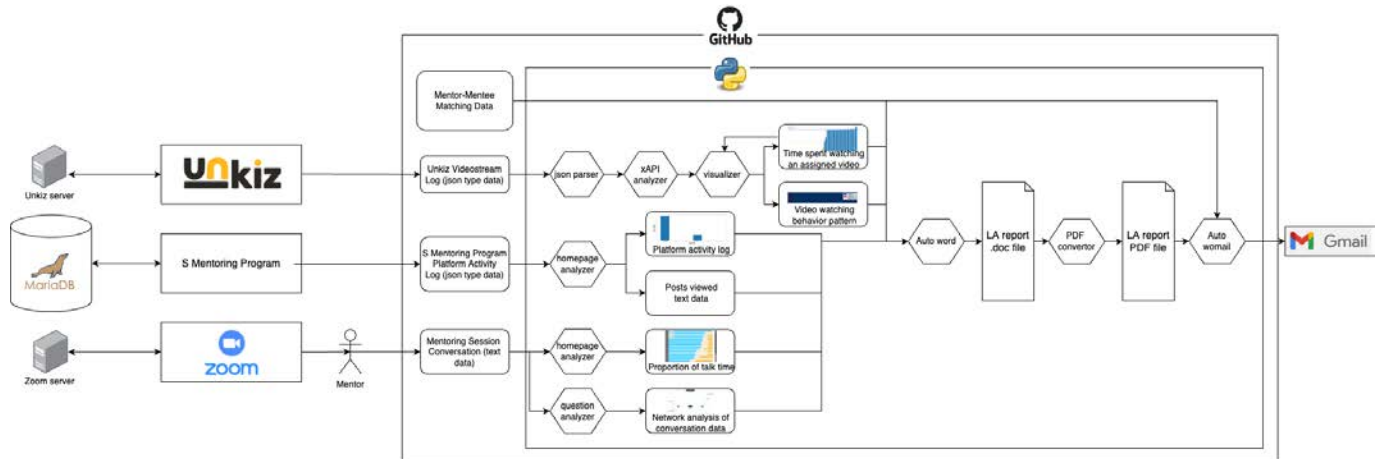 GitHub
Mentor-Mentee
Matching Data
Unkiz server
unkiz
Unkiz Videostream
Log (json type data)
json parser
xAPI
analyzer
visualizer
Time spent watching
an assigned video
Video watching
behavior pattern
MariaDB
S Mentoring Program
S Mentoring Program
Platform Activity
Log (json type data)
homepage
analyzer
Platform activity log
Posts viewed
text data
Zoom server
zoom
Mentor
Mentoring Session
Conversation (text
data)
homepage
analyzer
Proportion of talk time
question
analyzer
Network analysis of
conversation data
Auto word
LA report
.doc file
PDF
convertor
LA report
PDF file
Auto
womail
Gmail